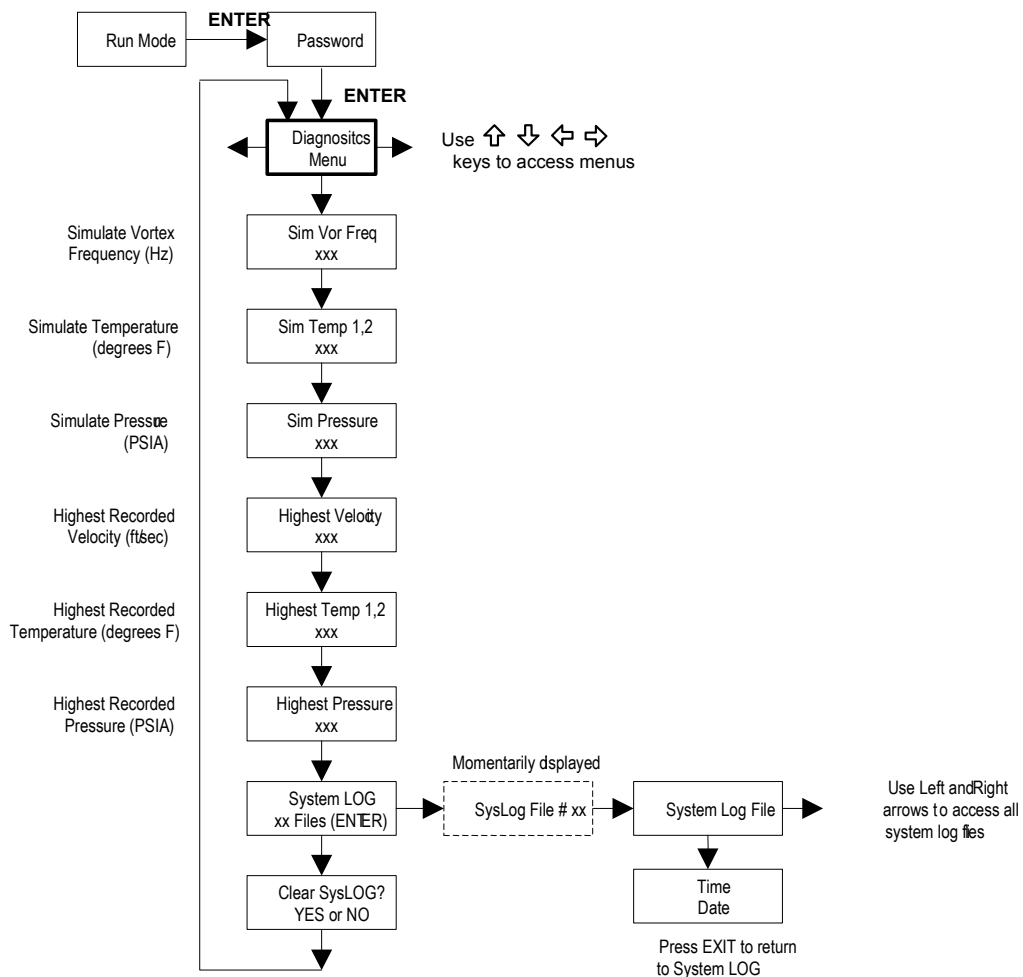 ENTER
Run Mode
Password
ENTER
Diagnositcs
Menu
Use ⇧ ⇩ ⇦ ⇨
keys to access menus
Simulate Vortex
Frequency (Hz)
Sim Vor Freq
xxx
Simulate Temperature
(degrees F)
Sim Temp 1,2
xxx
Simulate Pressure
(PSIA)
Sim Pressure
xxx
Highest Recorded
Velocity (ft/sec)
Highest Velocity
xxx
Highest Recorded
Temperature (degrees F)
Highest Temp 1,2
xxx
Highest Recorded
Pressure (PSIA)
Highest Pressure
xxx
System LOG
xx Files (ENTER)
Momentarily dsplayed
SysLog File # xx
System Log File
Use Left andRight
arrows to access all
system log files
Clear SysLOG?
YES or NO
Time
Date
Press EXIT to return
to System LOG